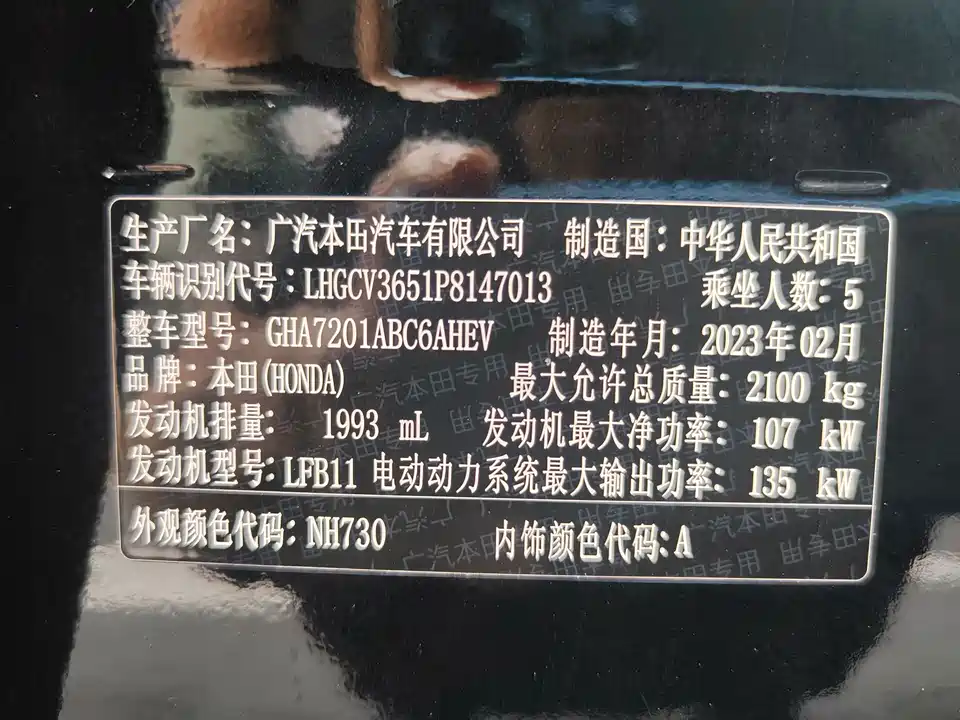 生产厂名：广汽本田汽车有限公司 制造国：中华人民共和国
车辆识别代号：LHGCV3651P8147013 乘坐人数：5
整车型号：GHA7201ABC6AHEV 制造年月：2023年02月
品牌：本田(HONDA) 最大允许总质量：2100 kg
发动机排量： 1993 mL 发动机最大净功率：107 kW
发动机型号：LFB11 电动动力系统最大输出功率：135 kW
外观颜色代码：NH730 内饰颜色代码：A
广汽本田专用